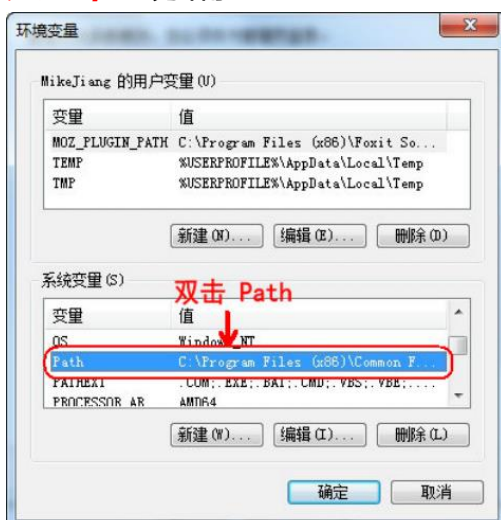 环境变量
MikeJiang 的用户变量(U)
变量 值
MOZ_PLUGIN_PATH C:\Program Files (x86)\Foxit So...
TEMP %USERPROFILE%\AppData\Local\Temp
TMP %USERPROFILE%\AppData\Local\Temp
新建(N)... 编辑(E)... 删除(D)
系统变量(S)
双击 Path
变量 值
OS Windows_NT
Path C:\Program Files (x86)\Common F...
PATHEXT .COM;.EXE;.BAT;.CMD;.VBS;.VBE;....
PROCESSOR_AR AMD64
新建(W)... 编辑(I)... 删除(L)
确定 取消